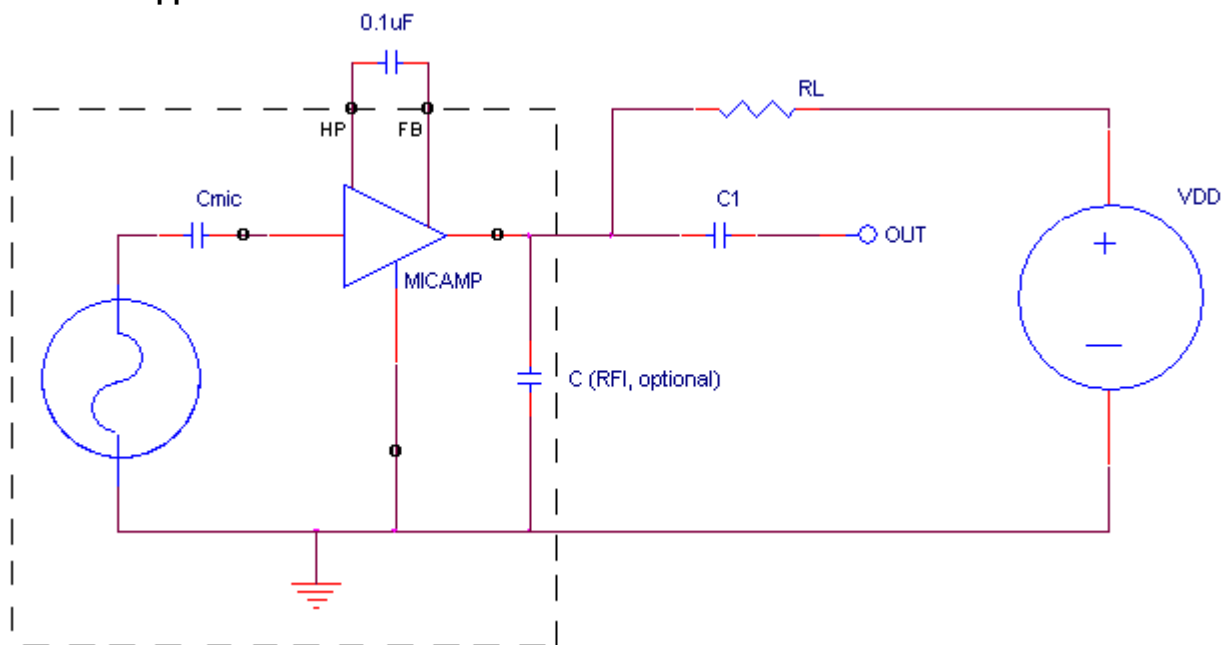 0.1uF
RL
HP
FB
Cmic
C1
VDD
OUT
MICAMP
C (RFI, optional)